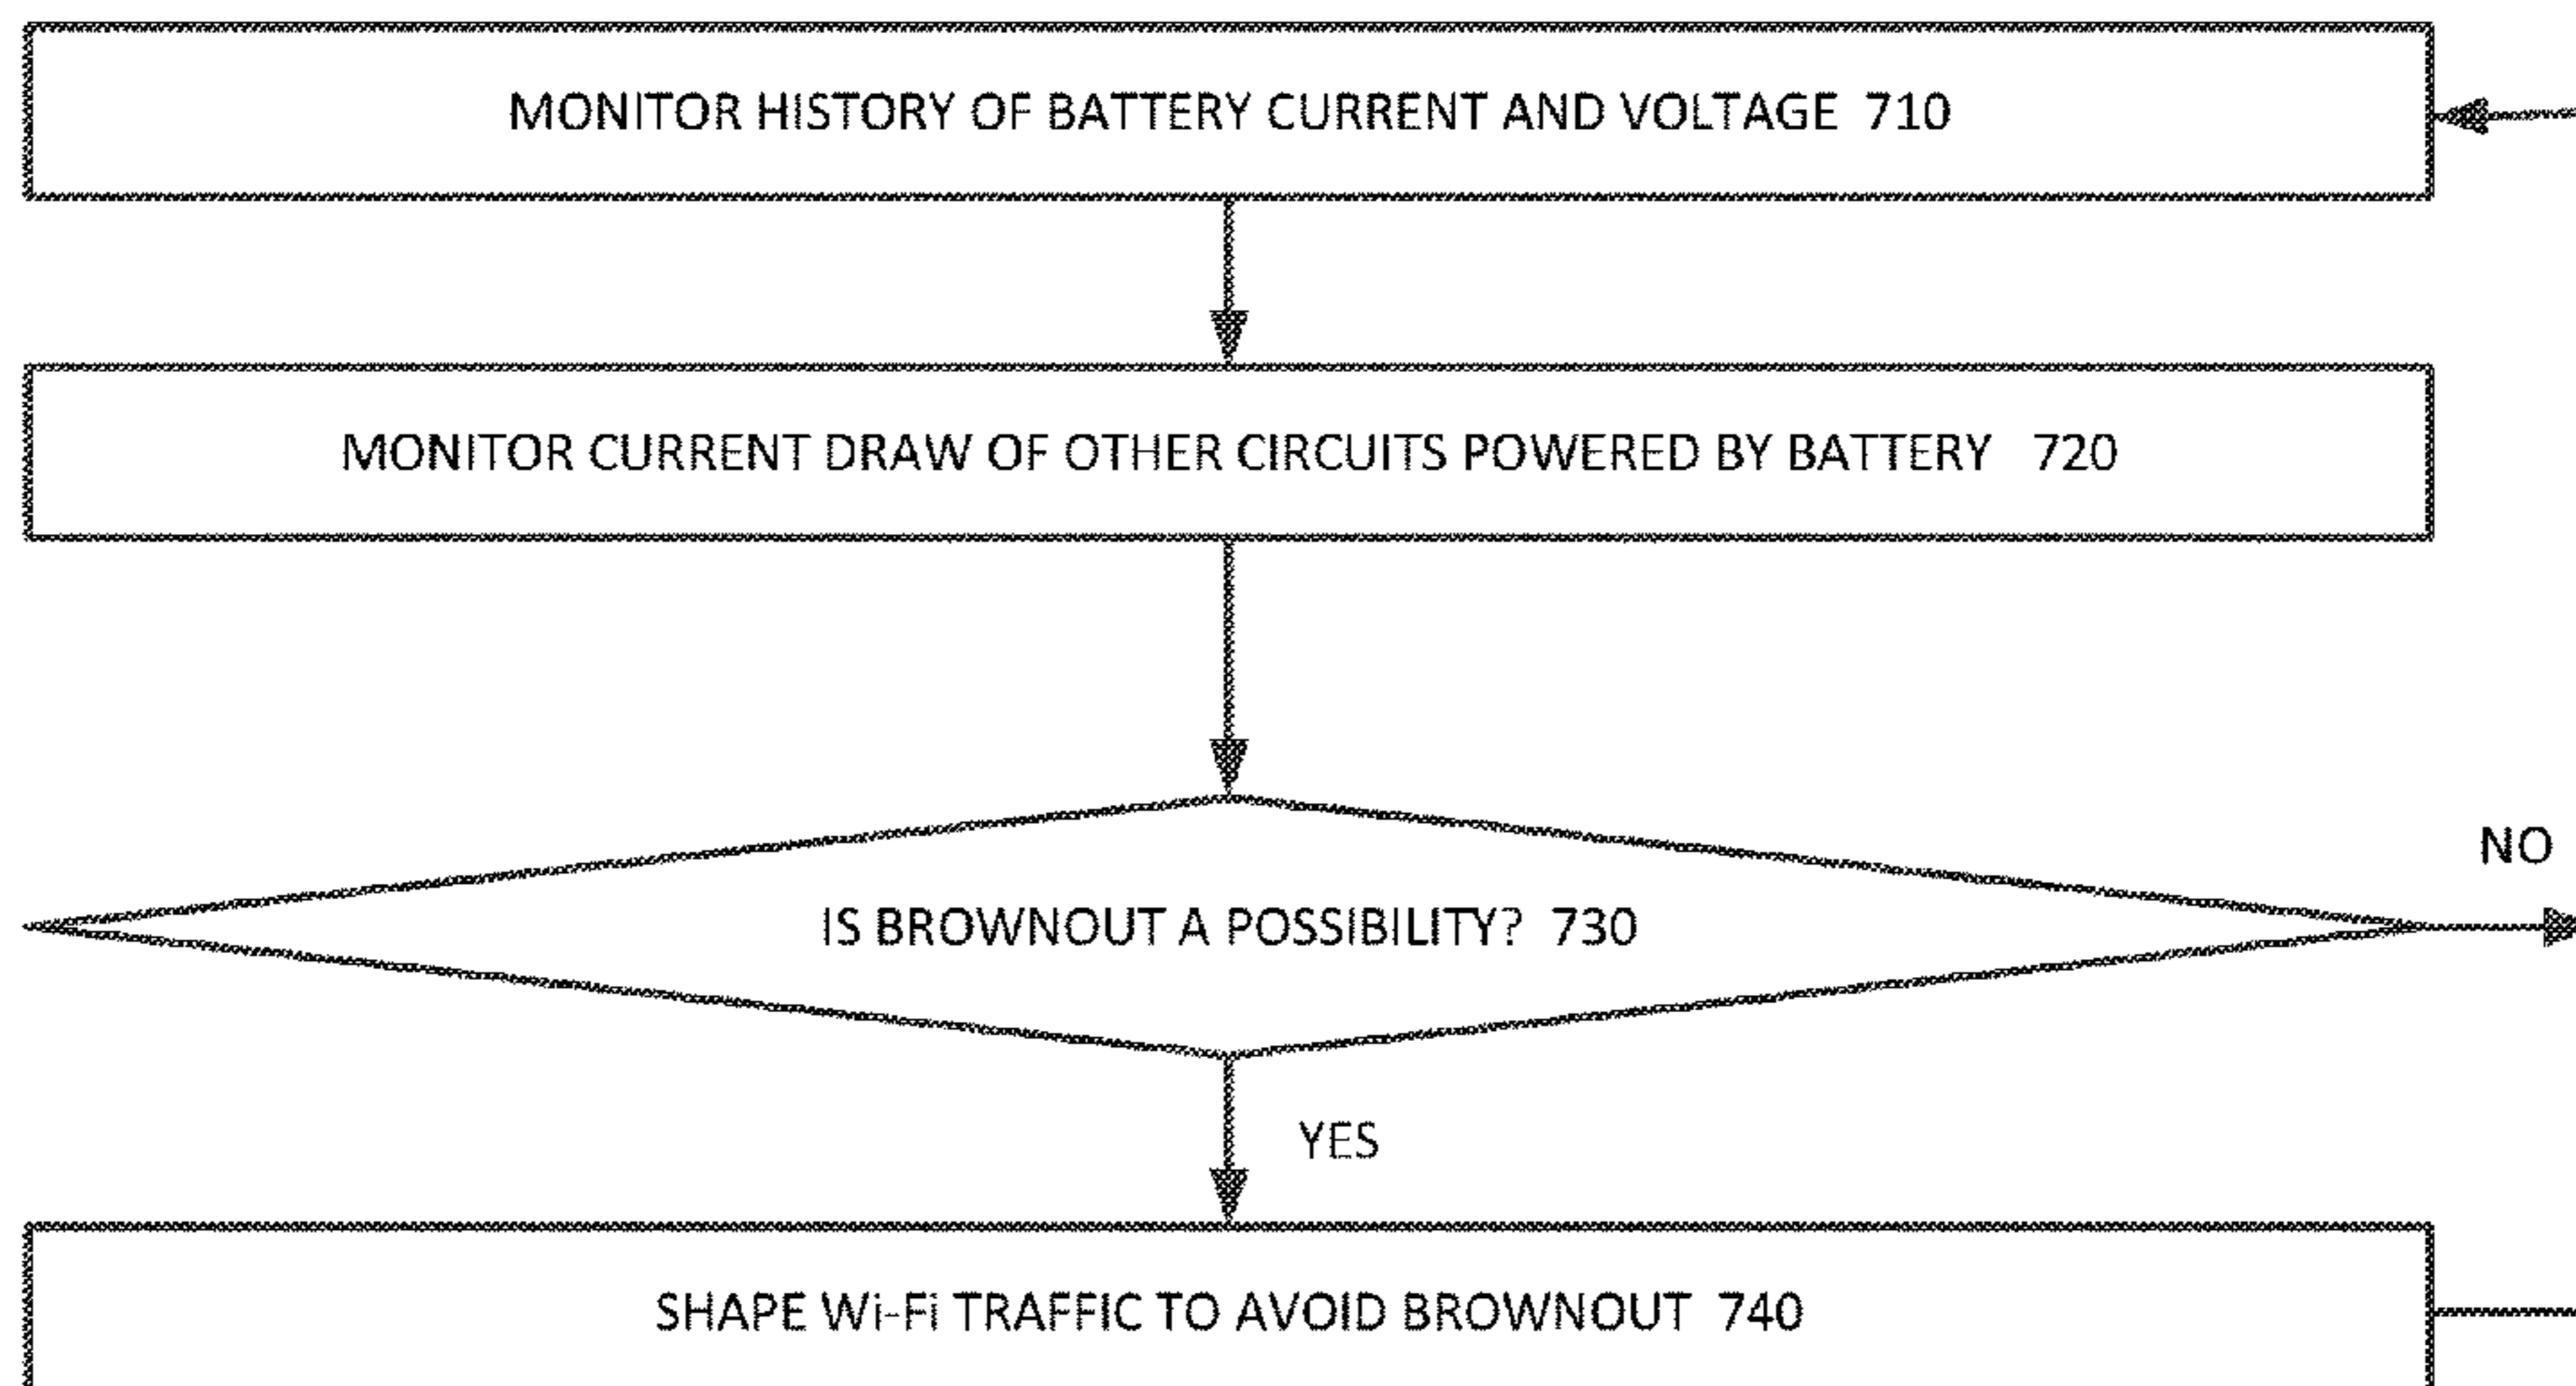 MONITOR HISTORY OF BATTERY CURRENT AND VOLTAGE 710
MONITOR CURRENT DRAW OF OTHER CIRCUITS POWERED BY BATTERY 720
NO
IS BROWNOUT A POSSIBILITY? 730
YES
SHAPE Wi-Fi TRAFFIC TO AVOID BROWNOUT 740